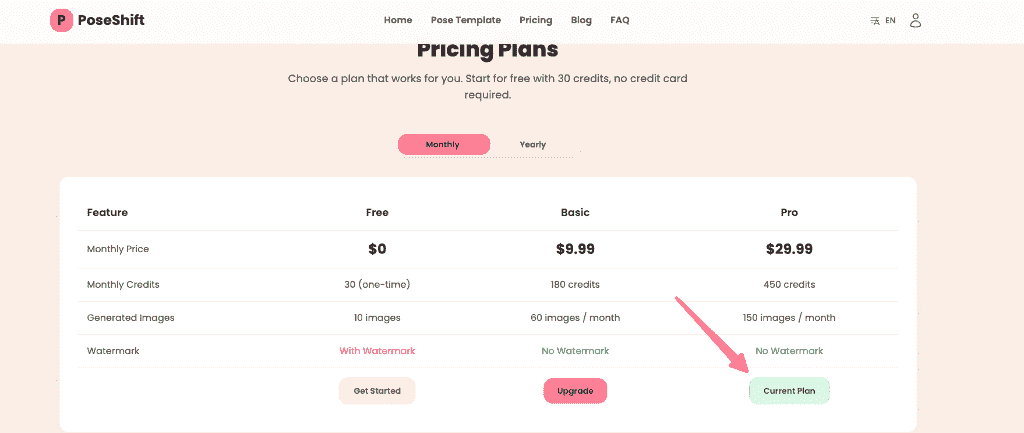 P PoseShift Home Pose Template Pricing Blog FAQ EN
Pricing Plans
Choose a plan that works for you. Start for free with 30 credits, no credit card
required.
Monthly Yearly
Feature Free Basic Pro
Monthly Price $0 $9.99 $29.99
Monthly Credits 30 (one-time) 180 credits 450 credits
Generated Images 10 images 60 images / month 150 images / month
Watermark With Watermark No Watermark No Watermark
Get Started Upgrade Current Plan